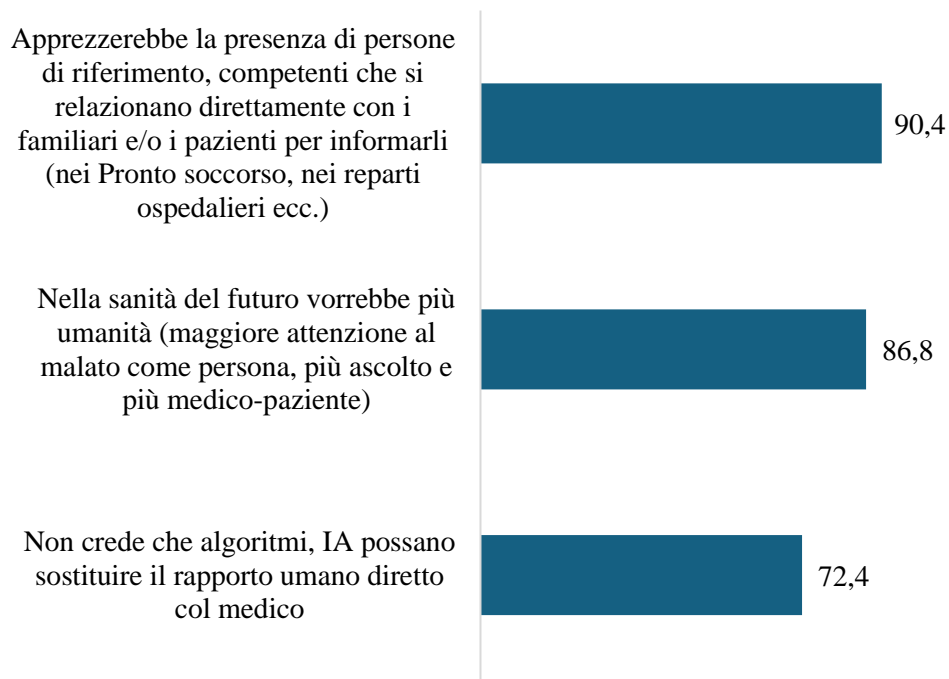 Apprezzerebbe la presenza di persone
di riferimento, competenti che si
relazionano direttamente con i
familiari e/o i pazienti per informarli
(nei Pronto soccorso, nei reparti
ospedalieri ecc.)
90,4
Nella sanità del futuro vorrebbe più
umanità (maggiore attenzione al
malato come persona, più ascolto e
più medico-paziente)
86,8
Non crede che algoritmi, IA possano
sostituire il rapporto umano diretto
col medico
72,4